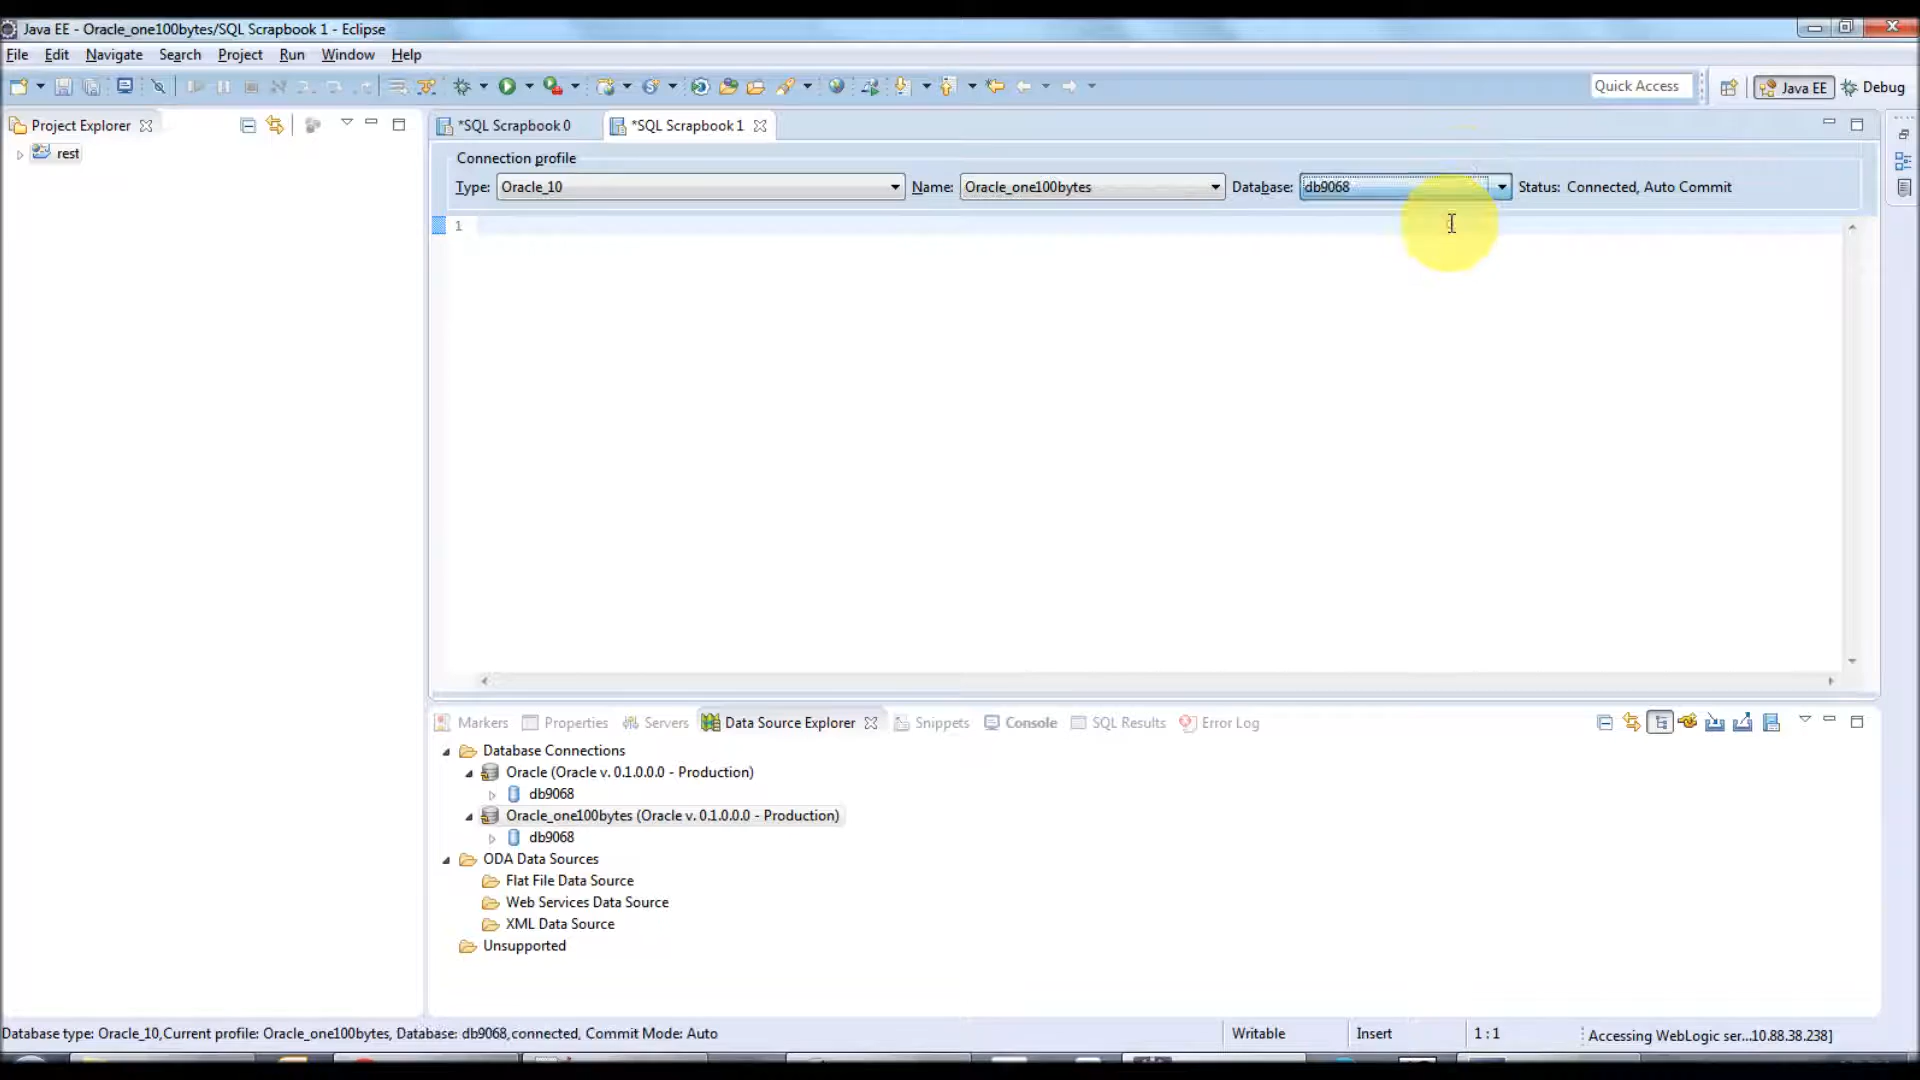 Java EE - Oracle_one100bytes/SQL Scrapbook 1 - Eclipse
File Edit Navigate Search Project Run Window Help
Quick Access Java EE Debug
Project Explorer
rest
*SQL Scrapbook 0 *SQL Scrapbook 1
Connection profile
Type: Oracle_10 Name: Oracle_one100bytes Database: db9068 Status: Connected, Auto Commit
1
Markers Properties Servers Data Source Explorer Snippets Console SQL Results Error Log
Database Connections
Oracle (Oracle v. 0.1.0.0.0 - Production)
db9068
Oracle_one100bytes (Oracle v. 0.1.0.0.0 - Production)
db9068
ODA Data Sources
Flat File Data Source
Web Services Data Source
XML Data Source
Unsupported
Database type: Oracle_10,Current profile: Oracle_one100bytes, Database: db9068,connected, Commit Mode: Auto Writable Insert 1 : 1 Accessing WebLogic ser...10.88.38.238]